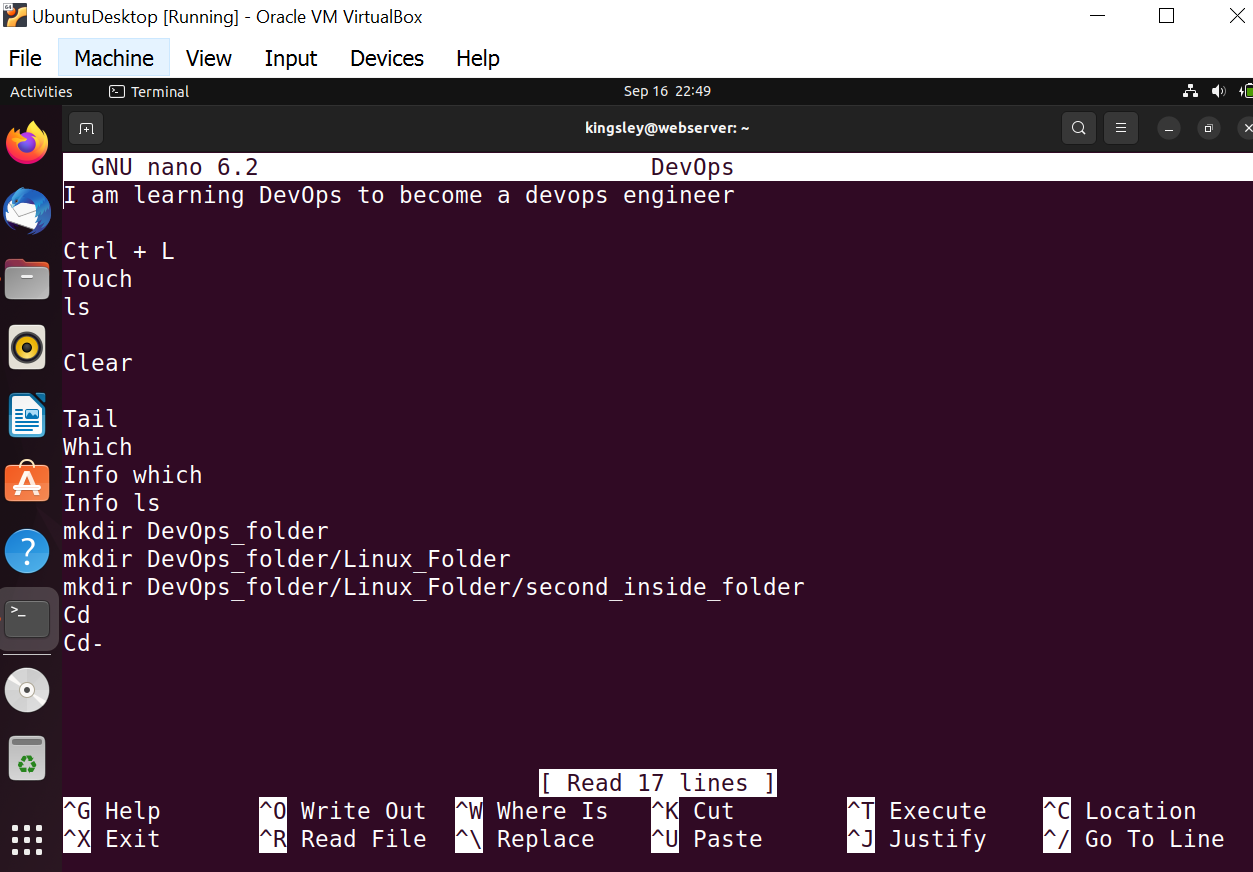 UbuntuDesktop [Running] - Oracle VM VirtualBox
File Machine View Input Devices Help
Activities Terminal Sep 16 22:49
kingsley@webserver: ~
GNU nano 6.2 DevOps
I am learning DevOps to become a devops engineer
Ctrl + L
Touch
ls
Clear
Tail
Which
Info which
Info ls
mkdir DevOps_folder
mkdir DevOps_folder/Linux_Folder
mkdir DevOps_folder/Linux_Folder/second_inside_folder
Cd
Cd-
[ Read 17 lines ]
^G Help ^O Write Out ^W Where Is ^K Cut ^T Execute ^C Location
^X Exit ^R Read File ^\ Replace ^U Paste ^J Justify ^/ Go To Line